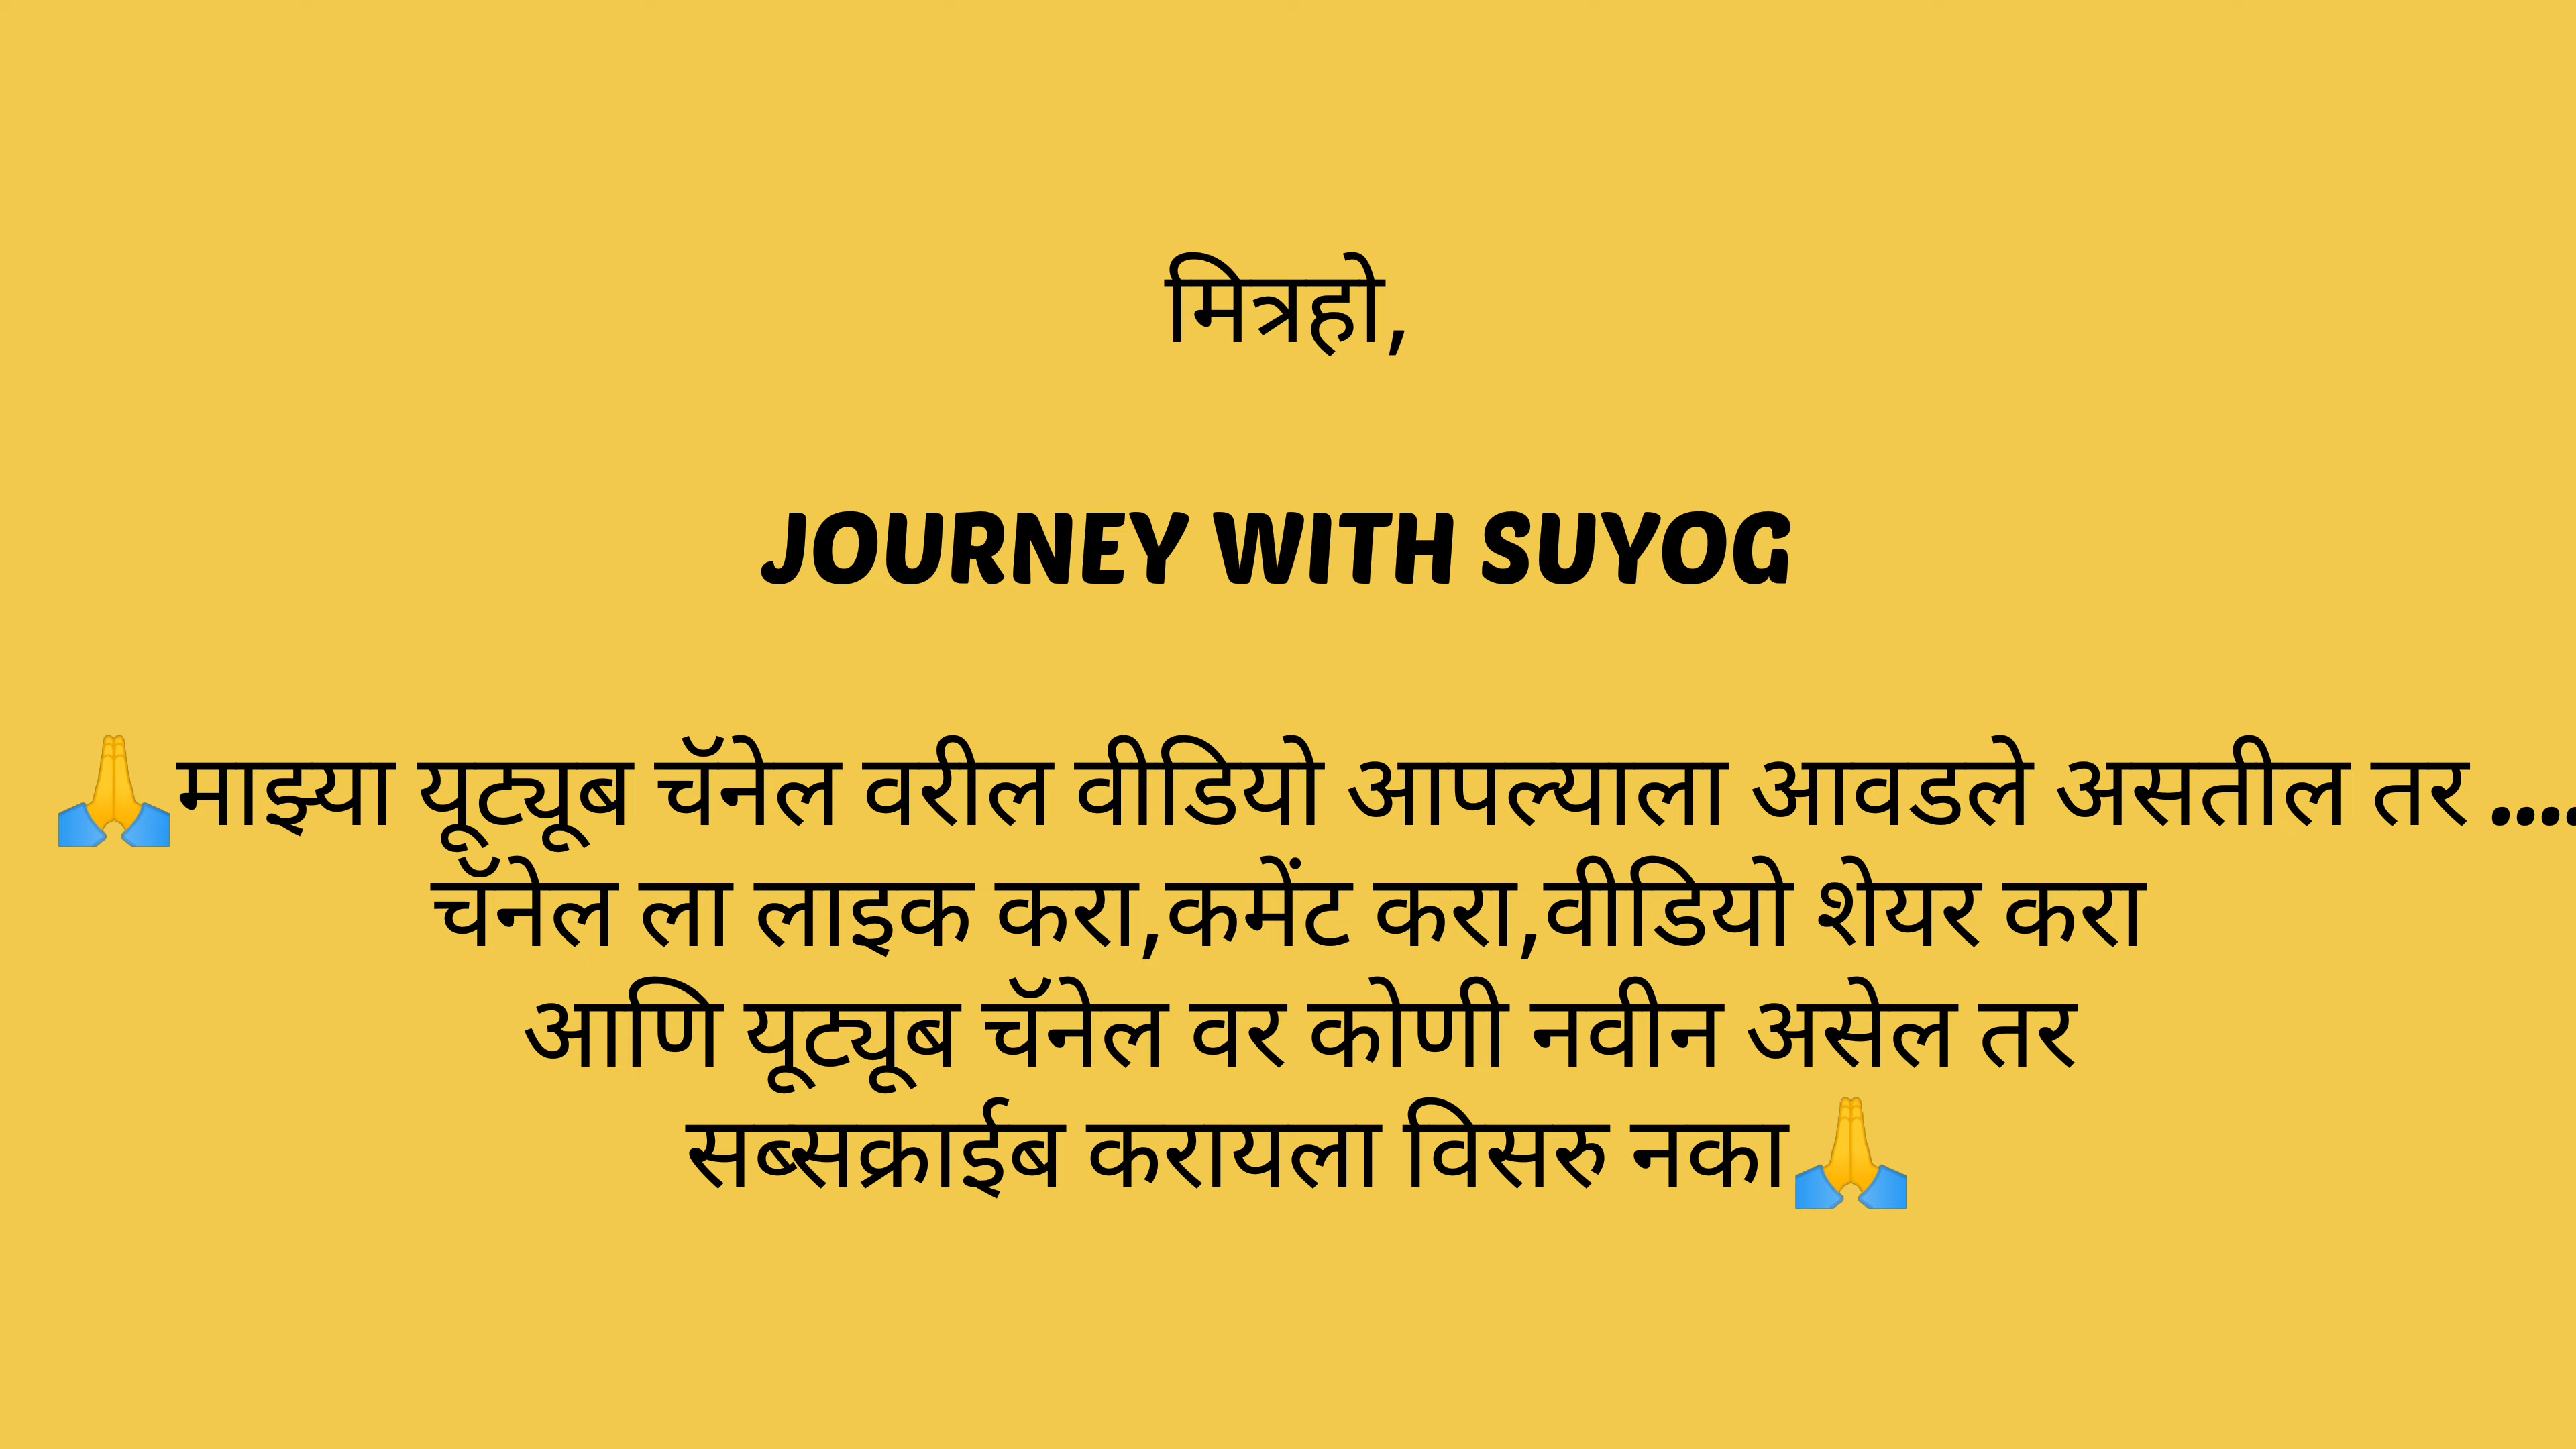 मित्रहो,
JOURNEY WITH SUYOG
🙏माझ्या यूट्यूब चॅनेल वरील वीडियो आपल्याला आवडले असतील तर ....
चॅनेल ला लाइक करा,कमेंट करा,वीडियो शेयर करा
आणि यूट्यूब चॅनेल वर कोणी नवीन असेल तर
सब्सक्राईब करायला विसरु नका🙏